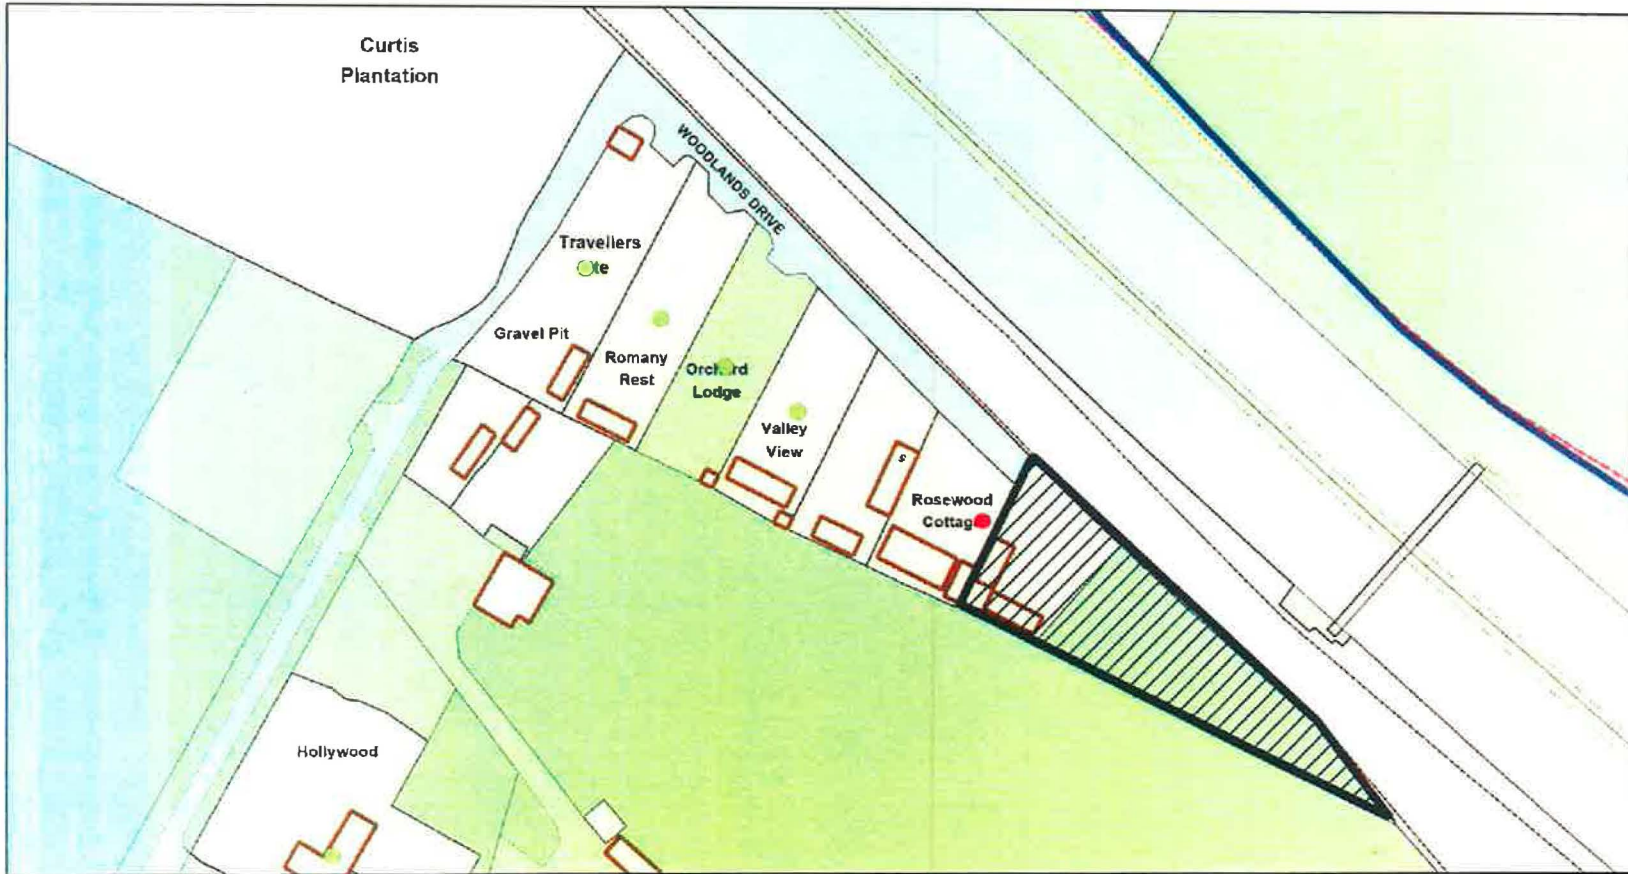 Curtis
Plantation
WOODLANDS DRIVE
Travellers
Gravel Pit
Romany
Rest
Lodge
Valley
View
s
Rosewood
Hollywood